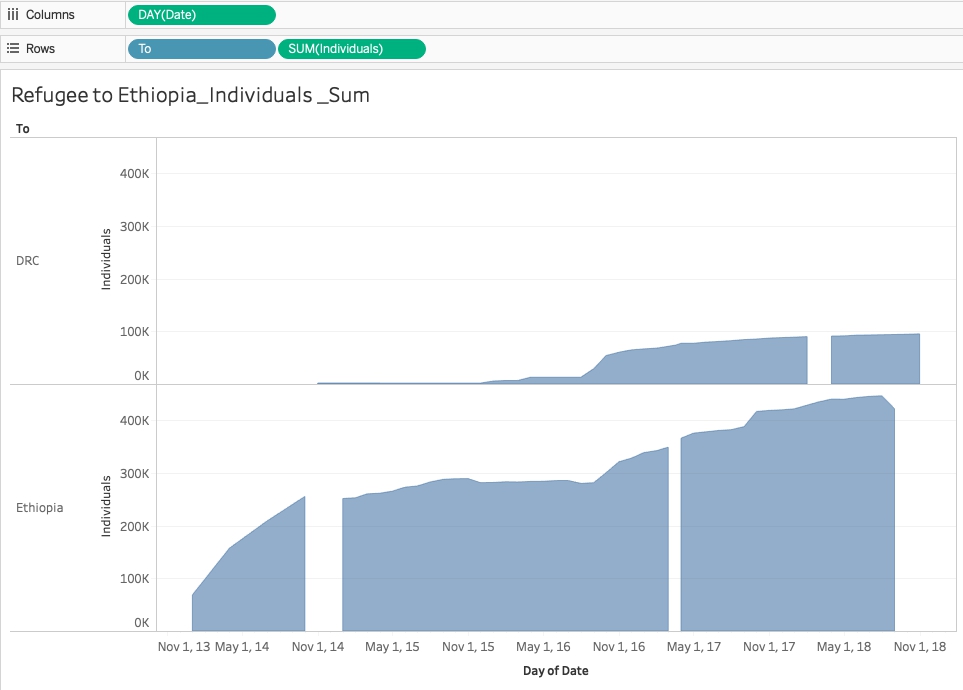 Columns DAY(Date)
Rows To SUM(Individuals)
Refugee to Ethiopia_Individuals _Sum
To
DRC
Individuals
400K
300K
200K
100K
0K
Ethiopia
Individuals
400K
300K
200K
100K
0K
Nov 1, 13 May 1, 14 Nov 1, 14 May 1, 15 Nov 1, 15 May 1, 16 Nov 1, 16 May 1, 17 Nov 1, 17 May 1, 18 Nov 1, 18
Day of Date